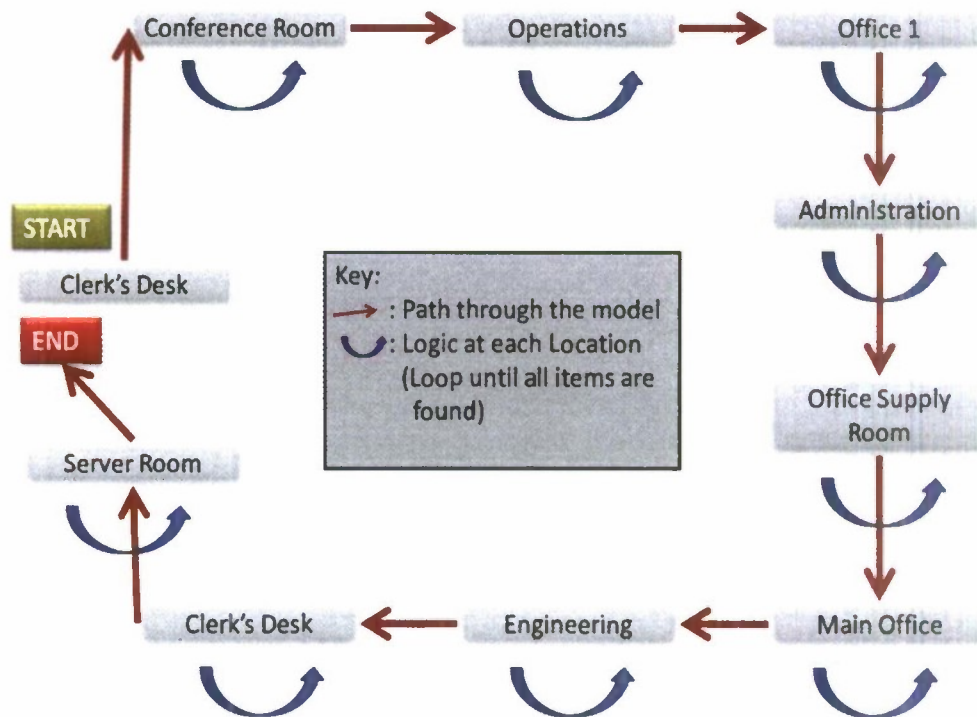 Conference Room
Operations
Office 1
START
Administration
Clerk's Desk
Key:
: Path through the model
: Logic at each Location
(Loop until all items are
found)
END
Office Supply
Room
Server Room
Clerk's Desk
Engineering
Main Office